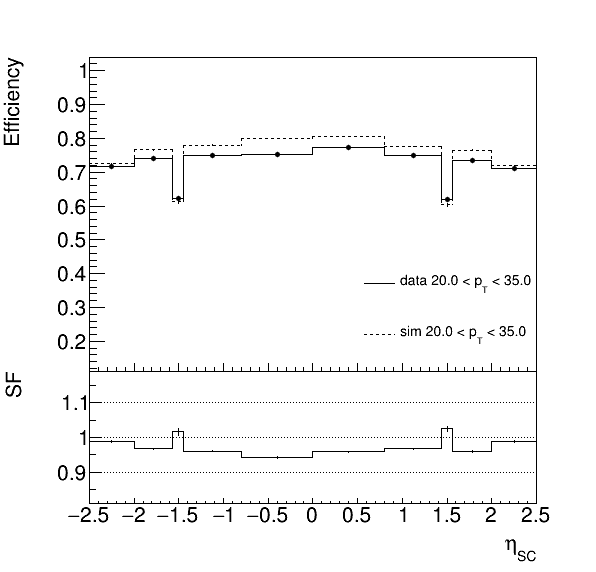 Efficiency
1
0.9
0.8
0.7
0.6
0.5
0.4
0.3
0.2
data 20.0 < p_T < 35.0
sim 20.0 < p_T < 35.0
SF
1.1
1
0.9
−2.5 −2 −1.5 −1 −0.5 0 0.5 1 1.5 2 2.5
η_SC